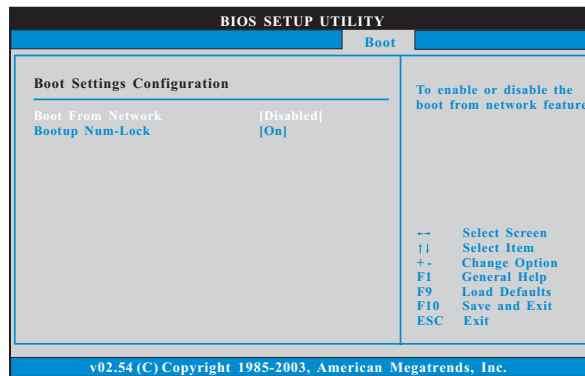 BIOS SETUP UTILITY
Boot
Boot Settings Configuration
Boot From Network [Disabled]
Bootup Num-Lock [On]
To enable or disable the
boot from network feature
←→ Select Screen
↑↓ Select Item
+ - Change Option
F1 General Help
F9 Load Defaults
F10 Save and Exit
ESC Exit
v02.54 (C) Copyright 1985-2003, American Megatrends, Inc.